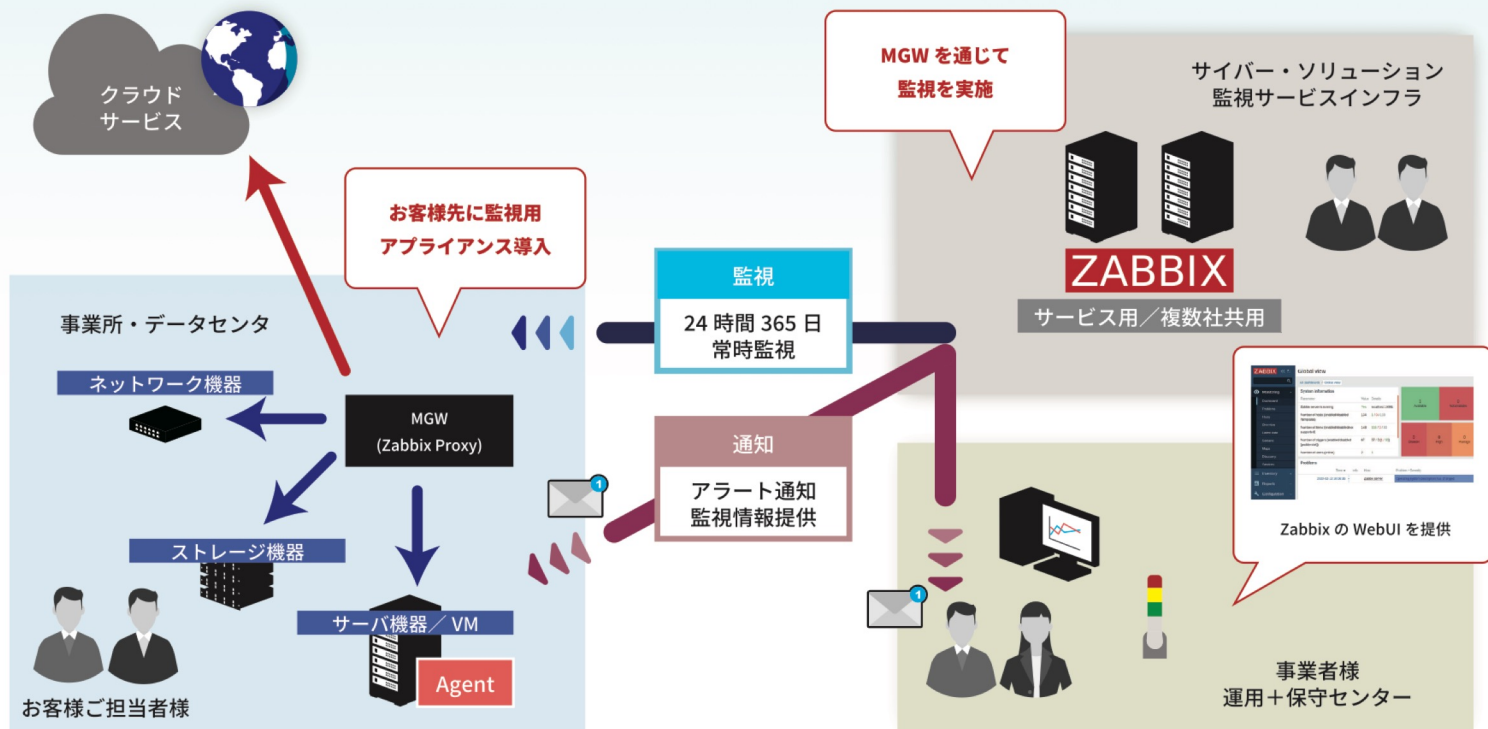 クラウド
サービス
MGW を通じて
監視を実施
サイバー・ソリューション
監視サービスインフラ
お客様先に監視用
アプライアンス導入
ZABBIX
サービス用／複数社共用
事業所・データセンタ
ネットワーク機器
MGW
(Zabbix Proxy)
ストレージ機器
サーバ機器／VM
Agent
お客様ご担当者様
監視
24 時間 365 日
常時監視
通知
アラート通知
監視情報提供
1
1
ZABBIX
Global view
System information
Problems
Zabbix の WebUI を提供
事業者様
運用＋保守センター